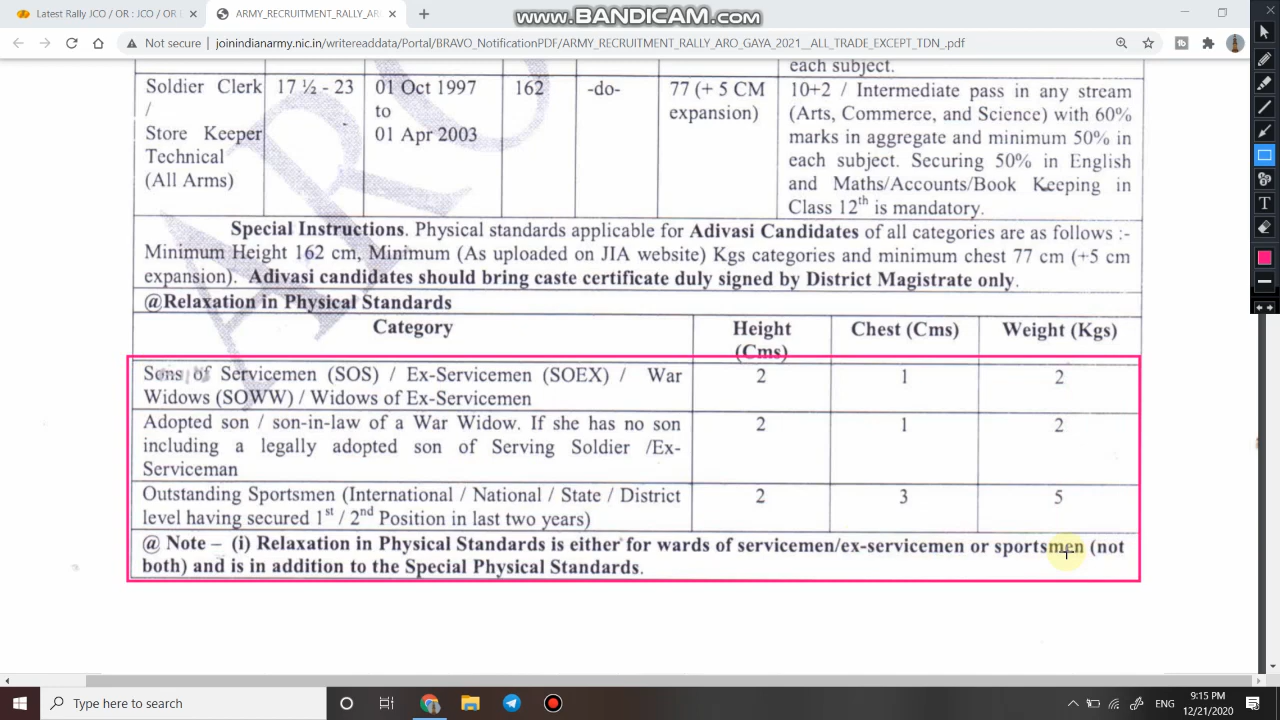 Latest Rally JCO / OR : JCO / OR L
ARMY_RECRUITMENT_RALLY_ARO
www.BANDICAM.com
Not secure | joinindianarmy.nic.in/writereaddata/Portal/BRAVO_NotificationPDF/ARMY_RECRUITMENT_RALLY_ARO_GAYA_2021__ALL_TRADE_EXCEPT_TDN_.pdf
each subject.
Soldier Clerk 17 ½ - 23 01 Oct 1997 162 -do- 77 (+ 5 CM 10+2 / Intermediate pass in any stream
/ to expansion) (Arts, Commerce, and Science) with 60%
Store Keeper 01 Apr 2003 marks in aggregate and minimum 50% in
Technical each subject. Securing 50% in English
(All Arms) and Maths/Accounts/Book Keeping in
Class 12th is mandatory.
Special Instructions. Physical standards applicable for Adivasi Candidates of all categories are as follows :-
Minimum Height 162 cm, Minimum (As uploaded on JIA website) Kgs categories and minimum chest 77 cm (+5 cm
expansion). Adivasi candidates should bring caste certificate duly signed by District Magistrate only.
@Relaxation in Physical Standards
Category Height Chest (Cms) Weight (Kgs)
(Cms)
Sons of Servicemen (SOS) / Ex-Servicemen (SOEX) / War 2 1 2
Widows (SOWW) / Widows of Ex-Servicemen
Adopted son / son-in-law of a War Widow. If she has no son 2 1 2
including a legally adopted son of Serving Soldier /Ex-
Serviceman
Outstanding Sportsmen (International / National / State / District 2 3 5
level having secured 1st / 2nd Position in last two years)
@ Note – (i) Relaxation in Physical Standards is either for wards of servicemen/ex-servicemen or sportsmen (not
both) and is in addition to the Special Physical Standards.
Type here to search
ENG
9:15 PM
12/21/2020